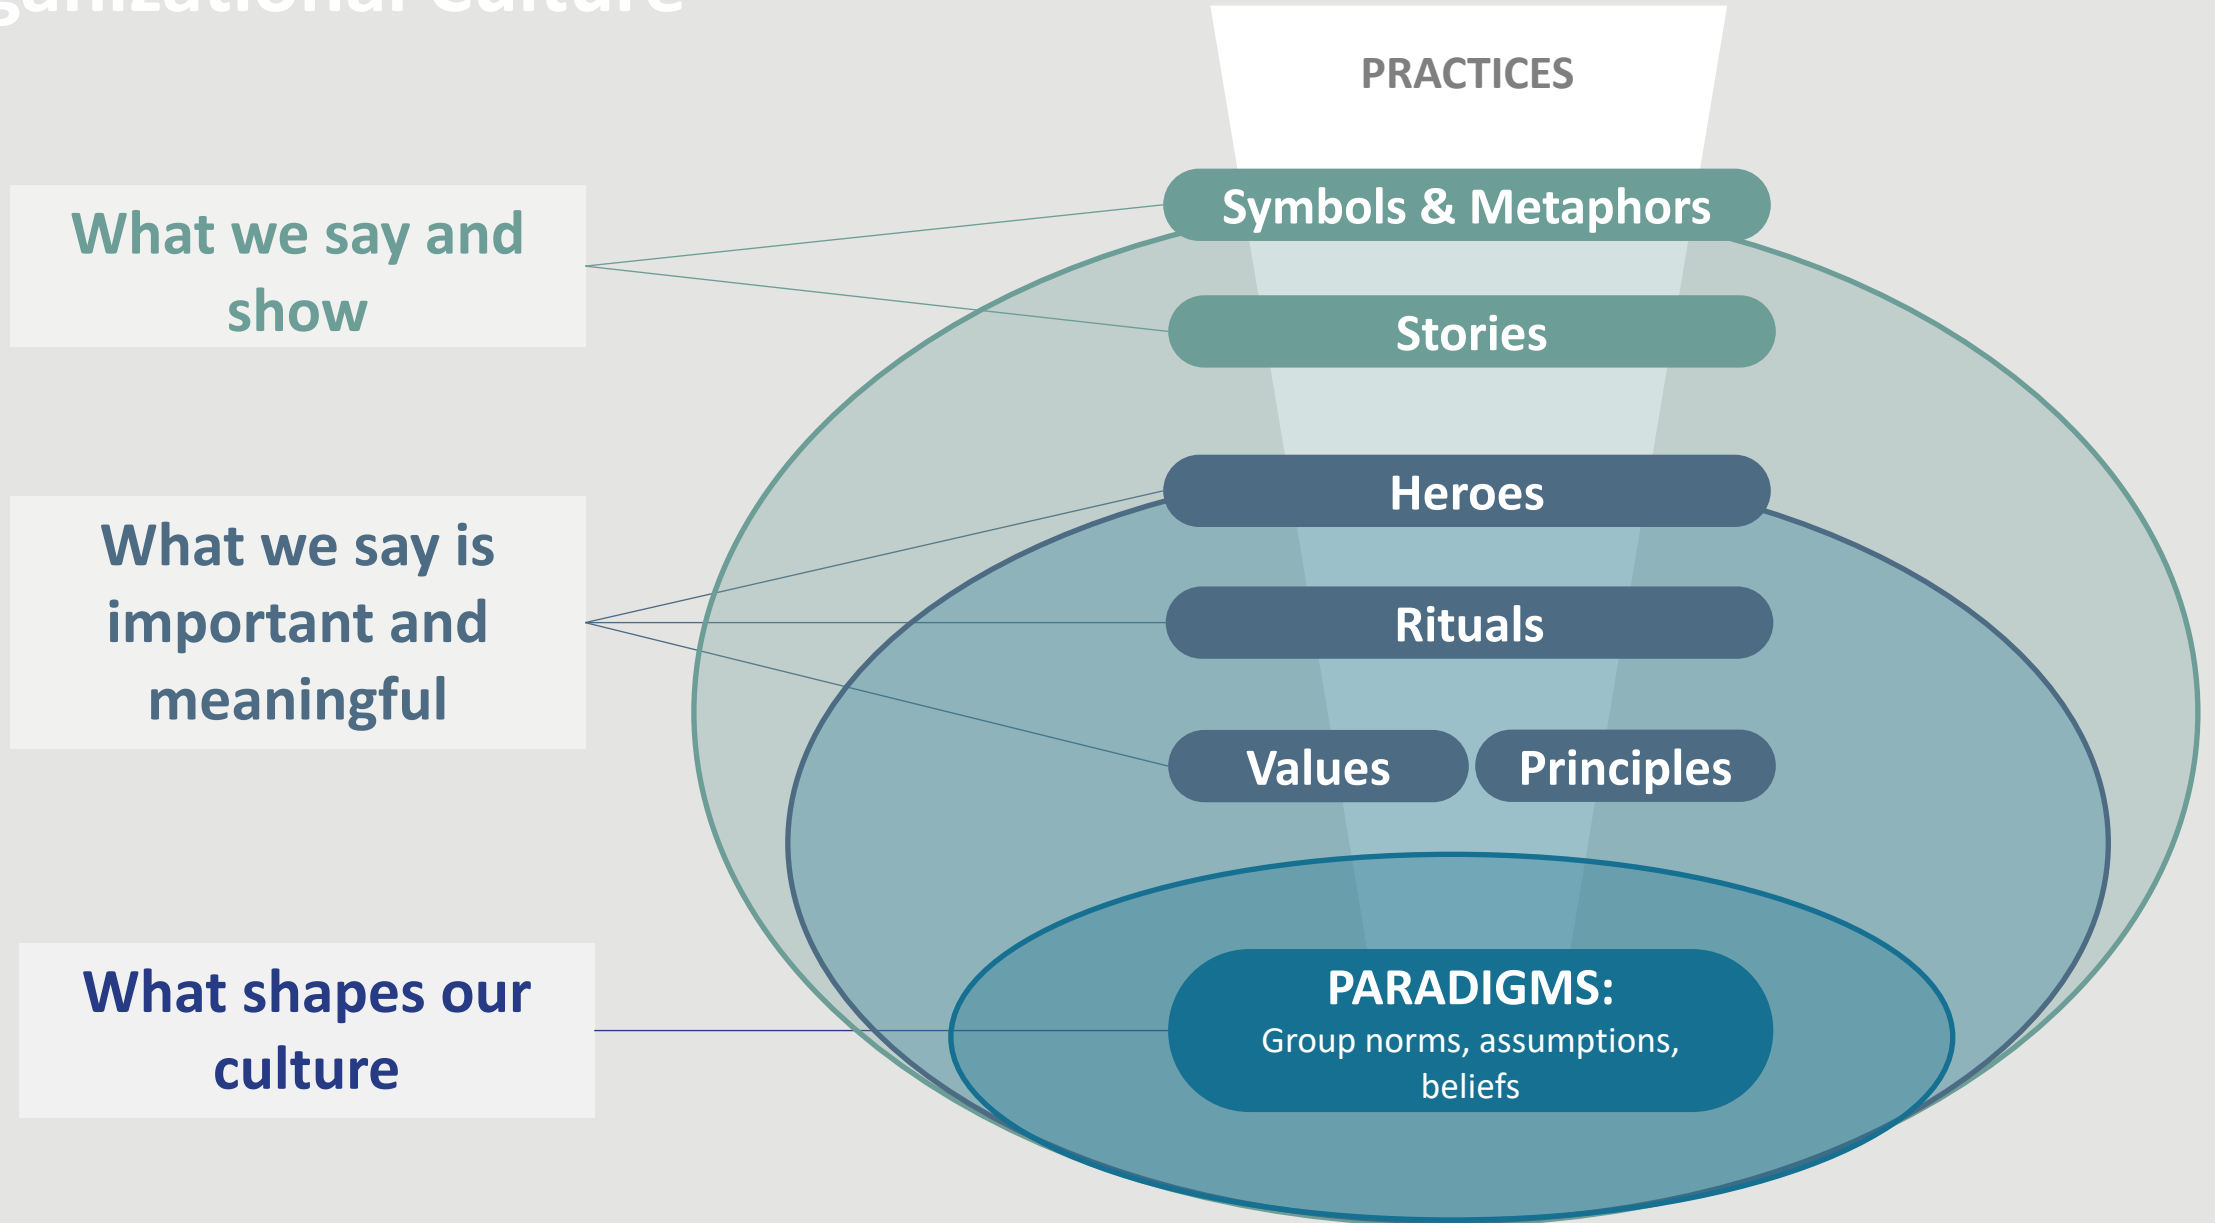 Culture
PRACTICES
Symbols & Metaphors
What we say and
show
Stories
Heroes
What we say is
important and
meaningful
Rituals
Values
Principles
What shapes our
culture
PARADIGMS:
Group norms, assumptions,
beliefs